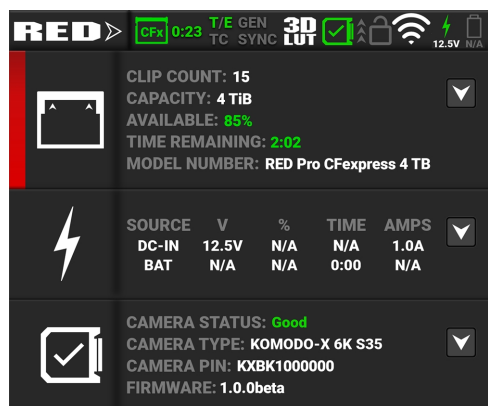 RED
CFx 0:23 T/E GEN 3D
TC SYNC LUT
12.5V N/A
CLIP COUNT: 15
CAPACITY: 4 TiB
AVAILABLE: 85%
TIME REMAINING: 2:02
MODEL NUMBER: RED Pro CFexpress 4 TB
SOURCE V % TIME AMPS
DC-IN 12.5V N/A N/A 1.0A
BAT N/A N/A 0:00 N/A
CAMERA STATUS: Good
CAMERA TYPE: KOMODO-X 6K S35
CAMERA PIN: KXBK1000000
FIRMWARE: 1.0.0beta